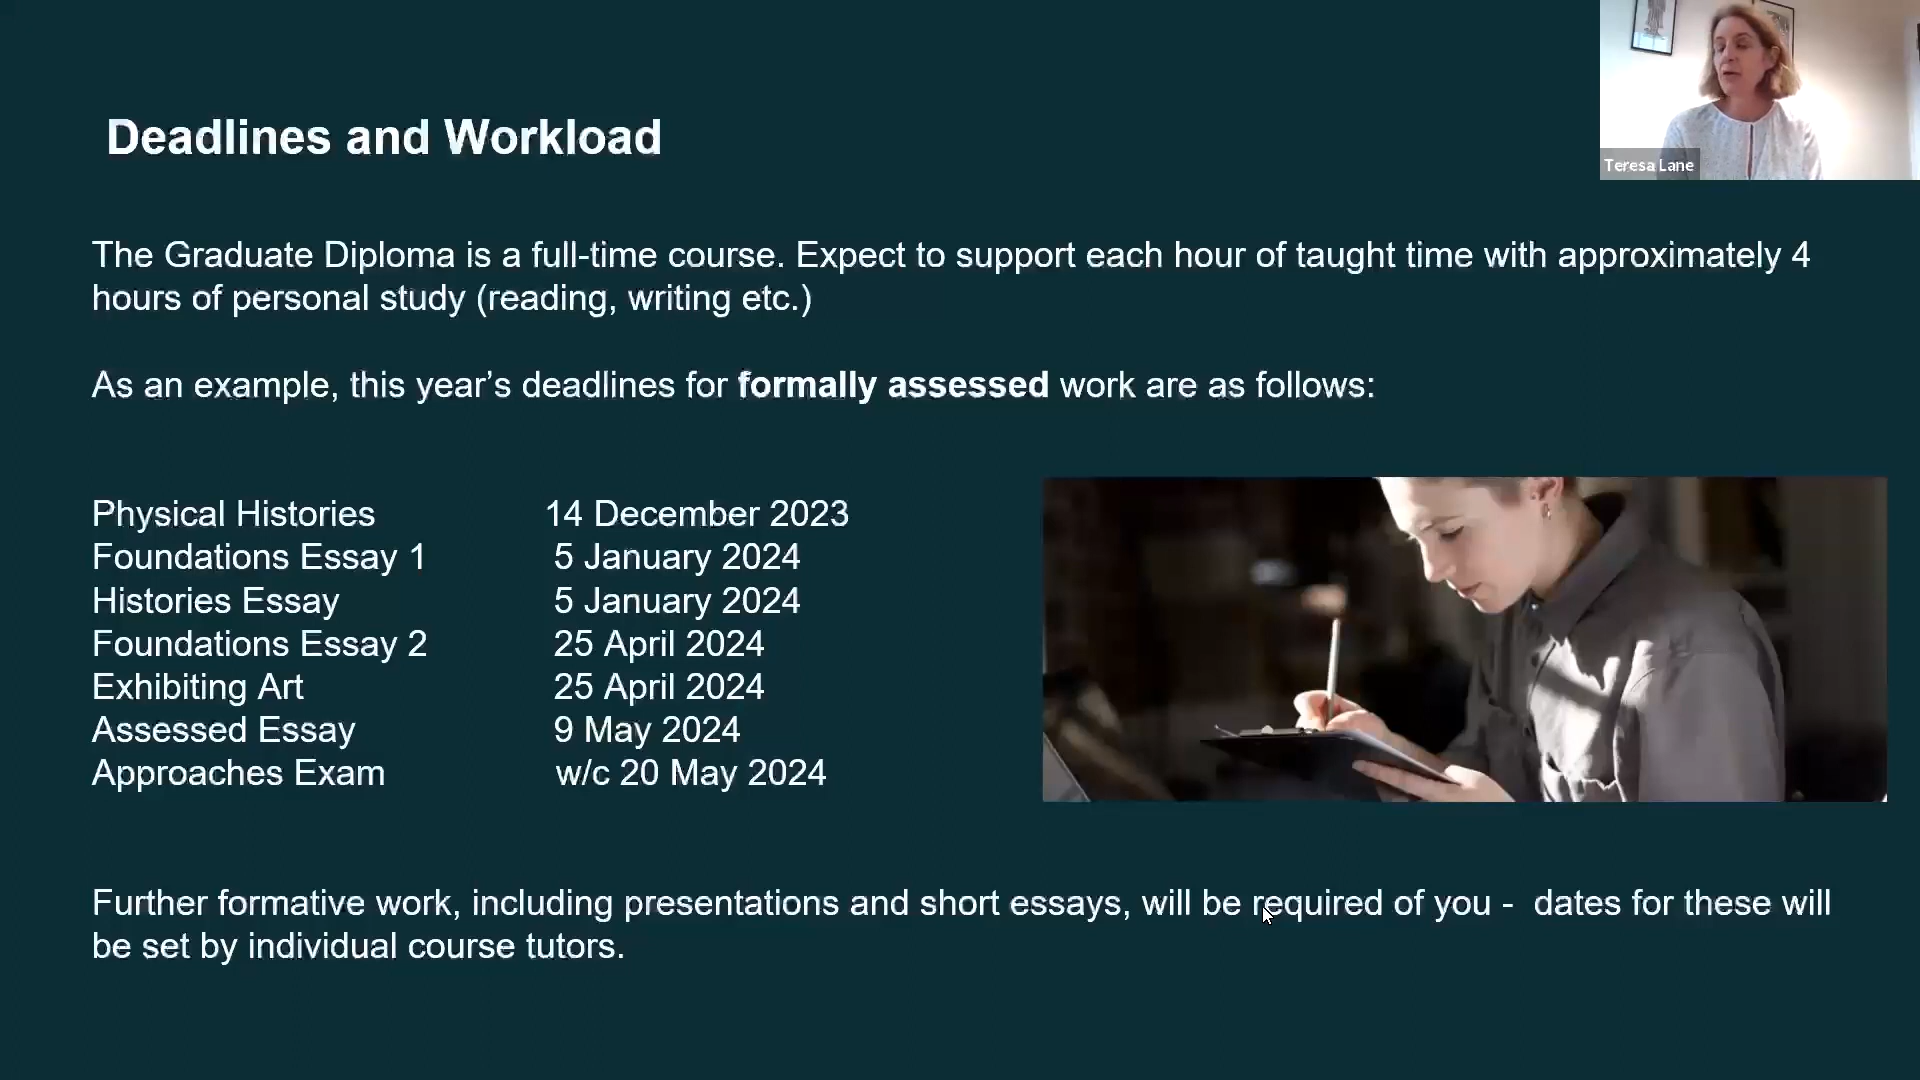 Deadlines and Workload
Teresa Lane
The Graduate Diploma is a full-time course. Expect to support each hour of taught time with approximately 4
hours of personal study (reading, writing etc.)
As an example, this year’s deadlines for formally assessed work are as follows:
Physical Histories 14 December 2023
Foundations Essay 1 5 January 2024
Histories Essay 5 January 2024
Foundations Essay 2 25 April 2024
Exhibiting Art 25 April 2024
Assessed Essay 9 May 2024
Approaches Exam w/c 20 May 2024
Further formative work, including presentations and short essays, will be required of you - dates for these will
be set by individual course tutors.